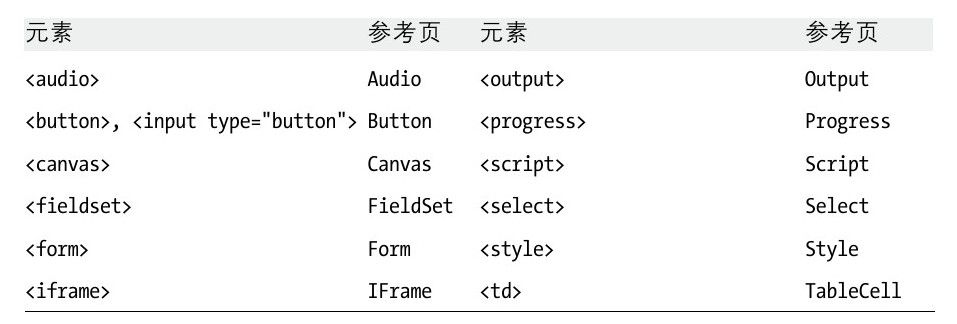 元素 参考页 元素 参考页
<audio> Audio <output> Output
<button>, <input type="button"> Button <progress> Progress
<canvas> Canvas <script> Script
<fieldset> FieldSet <select> Select
<form> Form <style> Style
<iframe> IFrame <td> TableCell